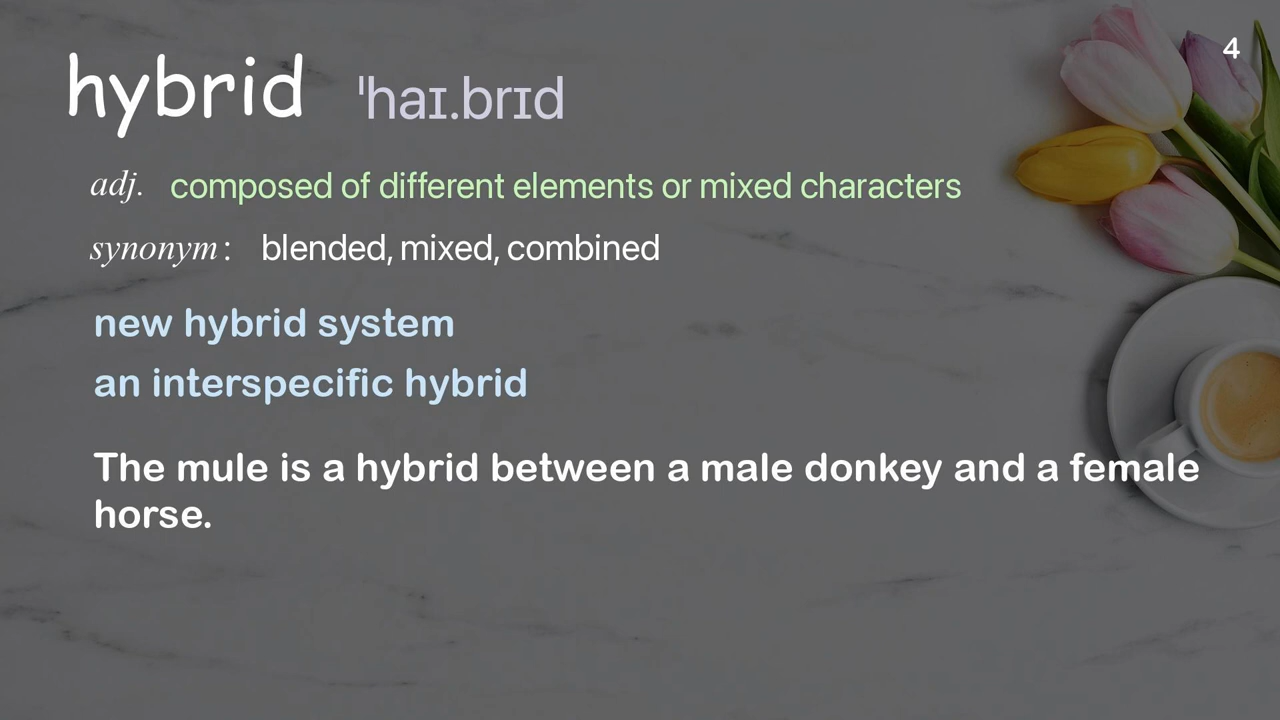 4
hybrid ˈhaɪ.brɪd
adj. composed of different elements or mixed characters
synonym: blended, mixed, combined
new hybrid system
an interspecific hybrid
The mule is a hybrid between a male donkey and a female
horse.